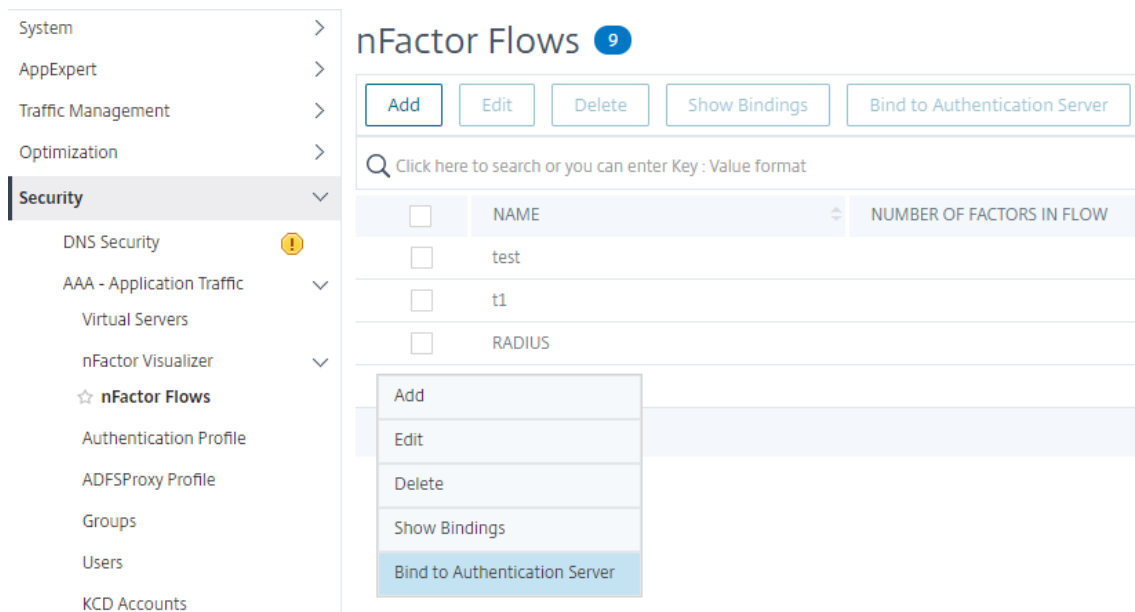 System
AppExpert
Traffic Management
Optimization
Security
DNS Security
AAA - Application Traffic
Virtual Servers
nFactor Visualizer
nFactor Flows
Authentication Profile
ADFSProxy Profile
Groups
Users
KCD Accounts
nFactor Flows 9
Add Edit Delete Show Bindings Bind to Authentication Server
Click here to search or you can enter Key : Value format
NAME NUMBER OF FACTORS IN FLOW
test
t1
RADIUS
Add
Edit
Delete
Show Bindings
Bind to Authentication Server